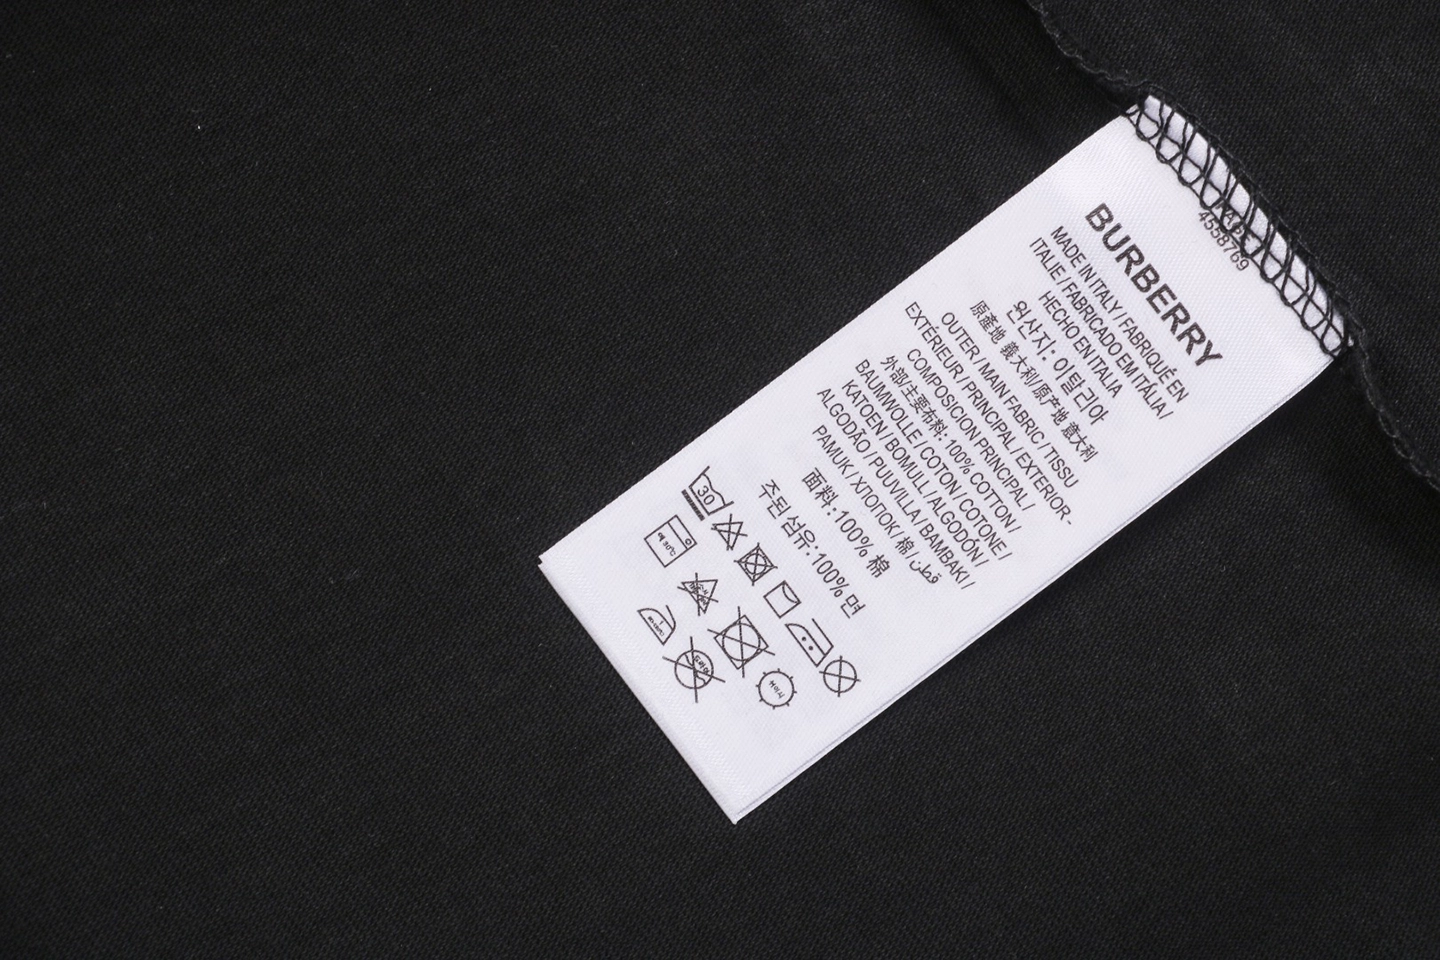 4558769
BURBERRY
MADE IN ITALY / FABRIQUÉ EN
ITALIE / FABRICADO EM ITÁLIA /
HECHO EN ITALIA
원산지: 이탈리아
原產地 義大利/原产地 意大利
OUTER / MAIN FABRIC / TISSU
EXTÉRIEUR / PRINCIPAL / EXTERIOR -
COMPOSICION PRINCIPAL /
外部/主要布料: 100% COTTON /
BAUMWOLLE / COTON / COTONE /
KATOEN / BOMULL / ALGODÓN /
ALGODÃO / PUUVILLA / BAMBAKI /
PAMUK / ХЛОПОК / 棉 / قطن
面料:100% 棉
주된 섬유:100% 면
30